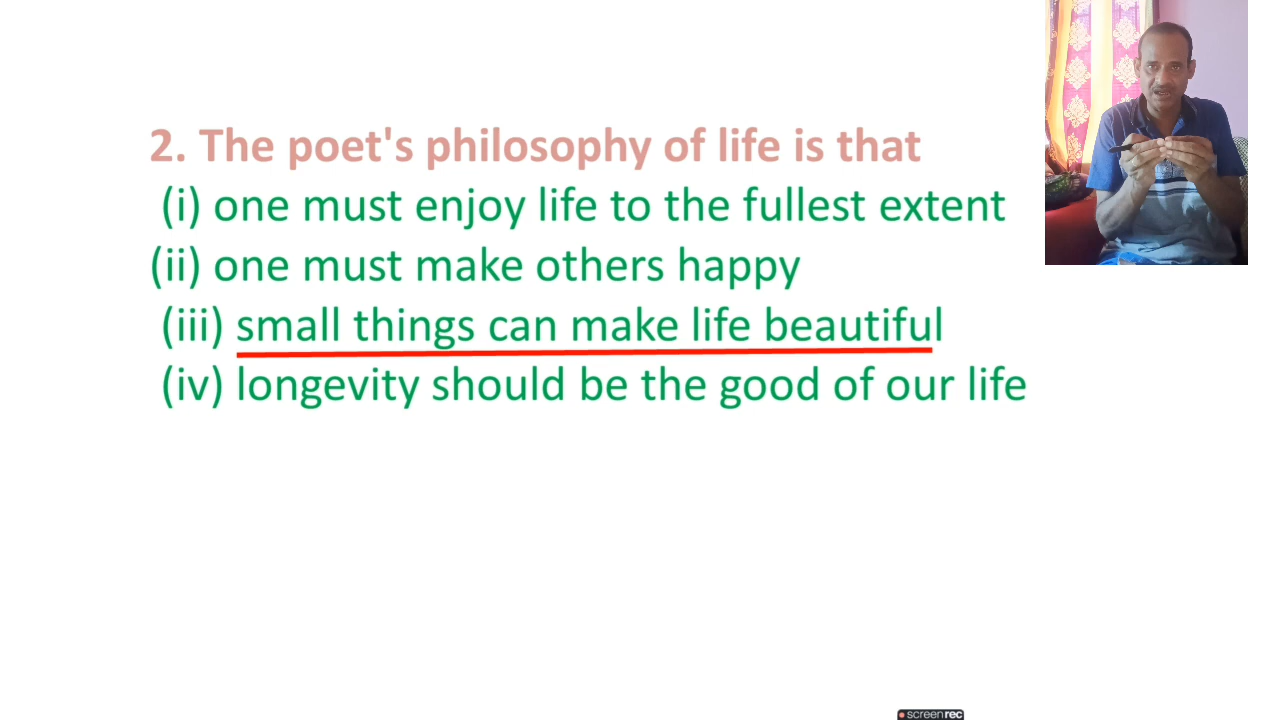 2. The poet's philosophy of life is that
(i) one must enjoy life to the fullest extent
(ii) one must make others happy
(iii) small things can make life beautiful
(iv) longevity should be the good of our life
screenrec